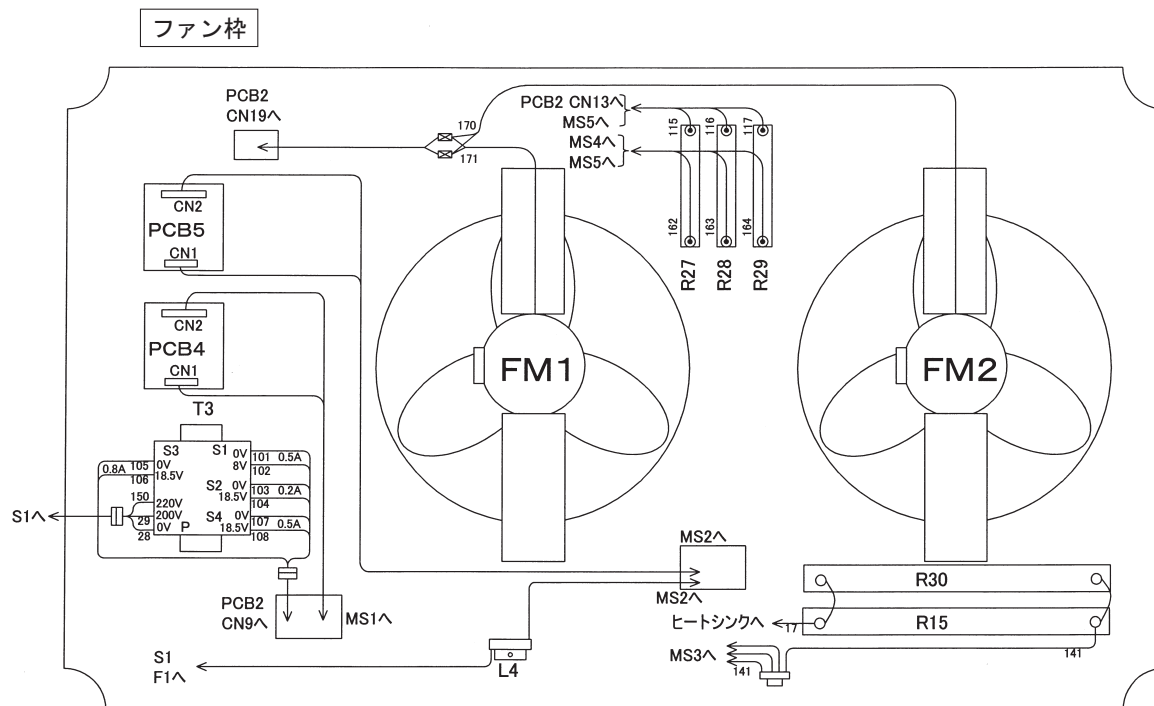 ファン枠
PCB2
CN19へ
170
171
PCB2 CN13へ
MS5へ
MS4へ
MS5へ
115
116
117
162
163
164
R27
R28
R29
CN2
PCB5
CN1
CN2
PCB4
CN1
FM1
FM2
T3
S3
S1
0V
101
0.5A
8V
102
0.8A
105
0V
106
18.5V
S2
0V
103
0.2A
18.5V
104
150
220V
S1へ
29
200V
S4
0V
107
0.5A
28
0V
P
18.5V
108
MS2へ
MS2へ
R30
PCB2
CN9へ
MS1へ
ヒートシンクへ
17
R15
S1
F1へ
L4
MS3へ
141
141